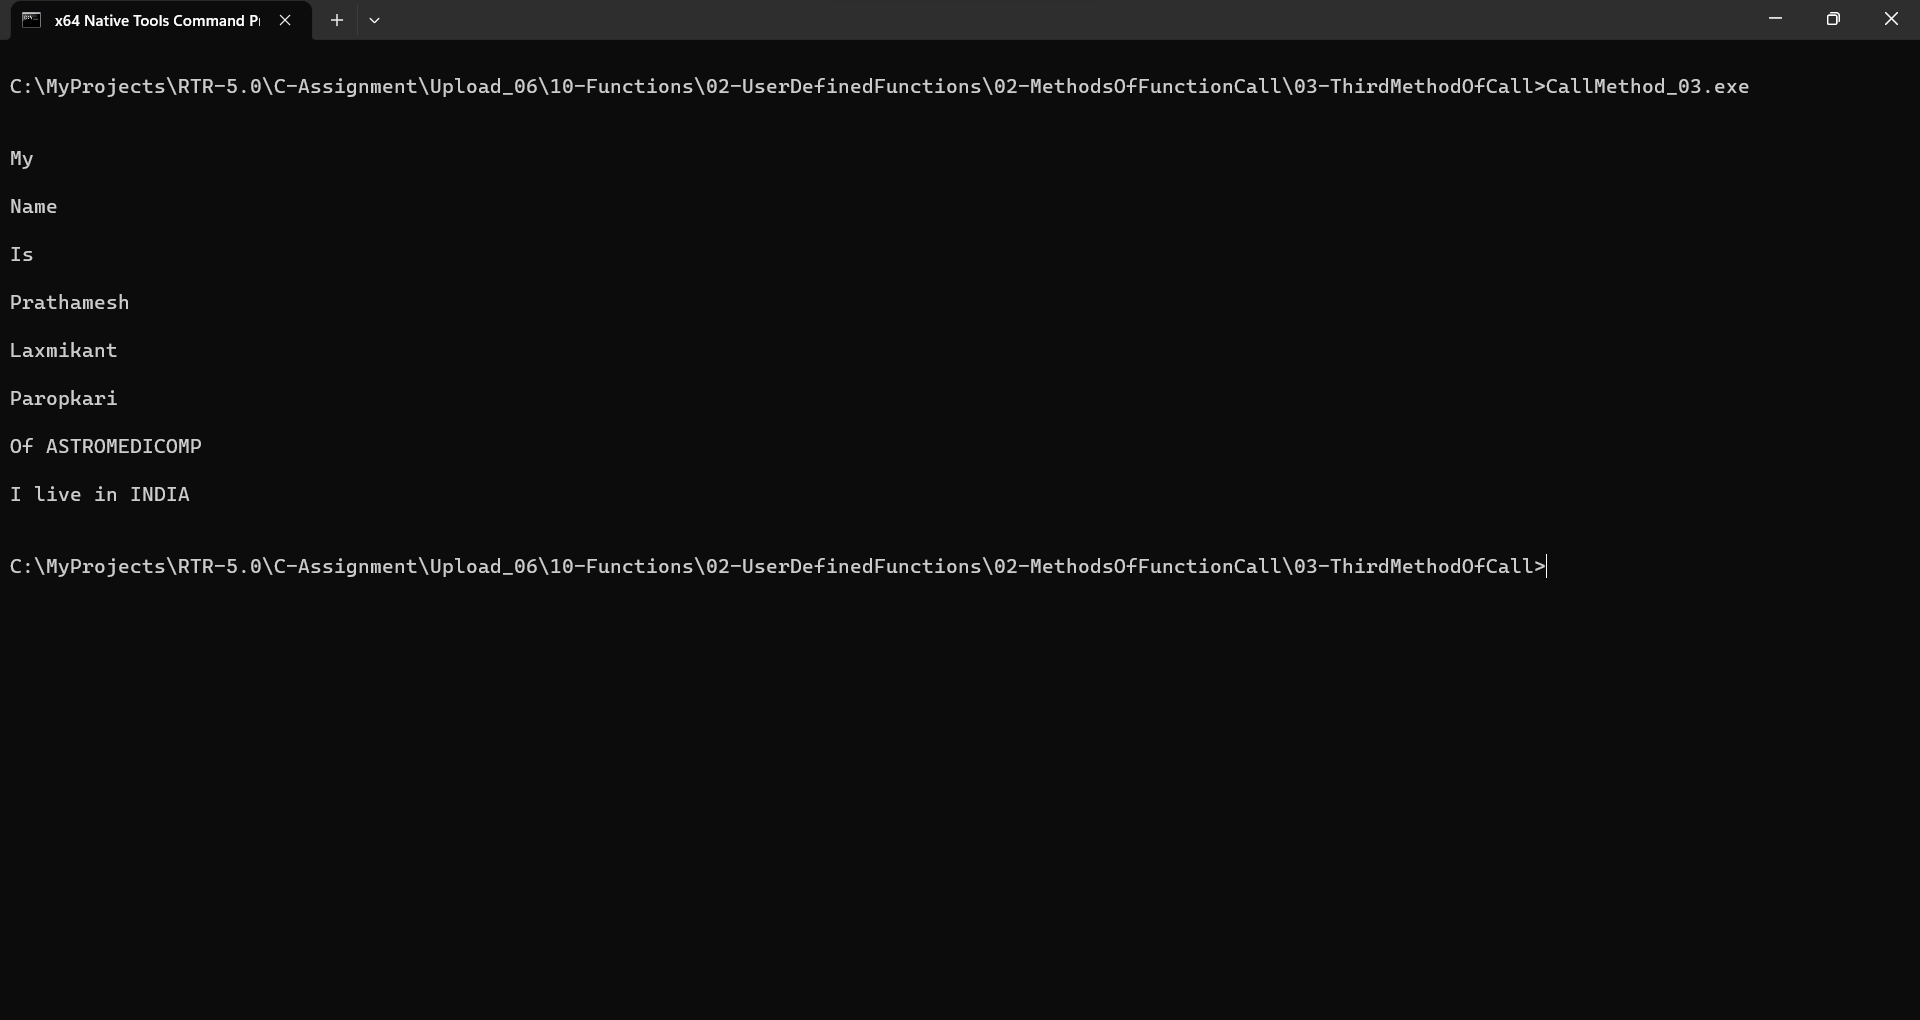 x64 Native Tools Command P
C:\MyProjects\RTR-5.0\C-Assignment\Upload_06\10-Functions\02-UserDefinedFunctions\02-MethodsOfFunctionCall\03-ThirdMethodOfCall>CallMethod_03.exe
My
Name
Is
Prathamesh
Laxmikant
Paropkari
Of ASTROMEDICOMP
I live in INDIA
C:\MyProjects\RTR-5.0\C-Assignment\Upload_06\10-Functions\02-UserDefinedFunctions\02-MethodsOfFunctionCall\03-ThirdMethodOfCall>